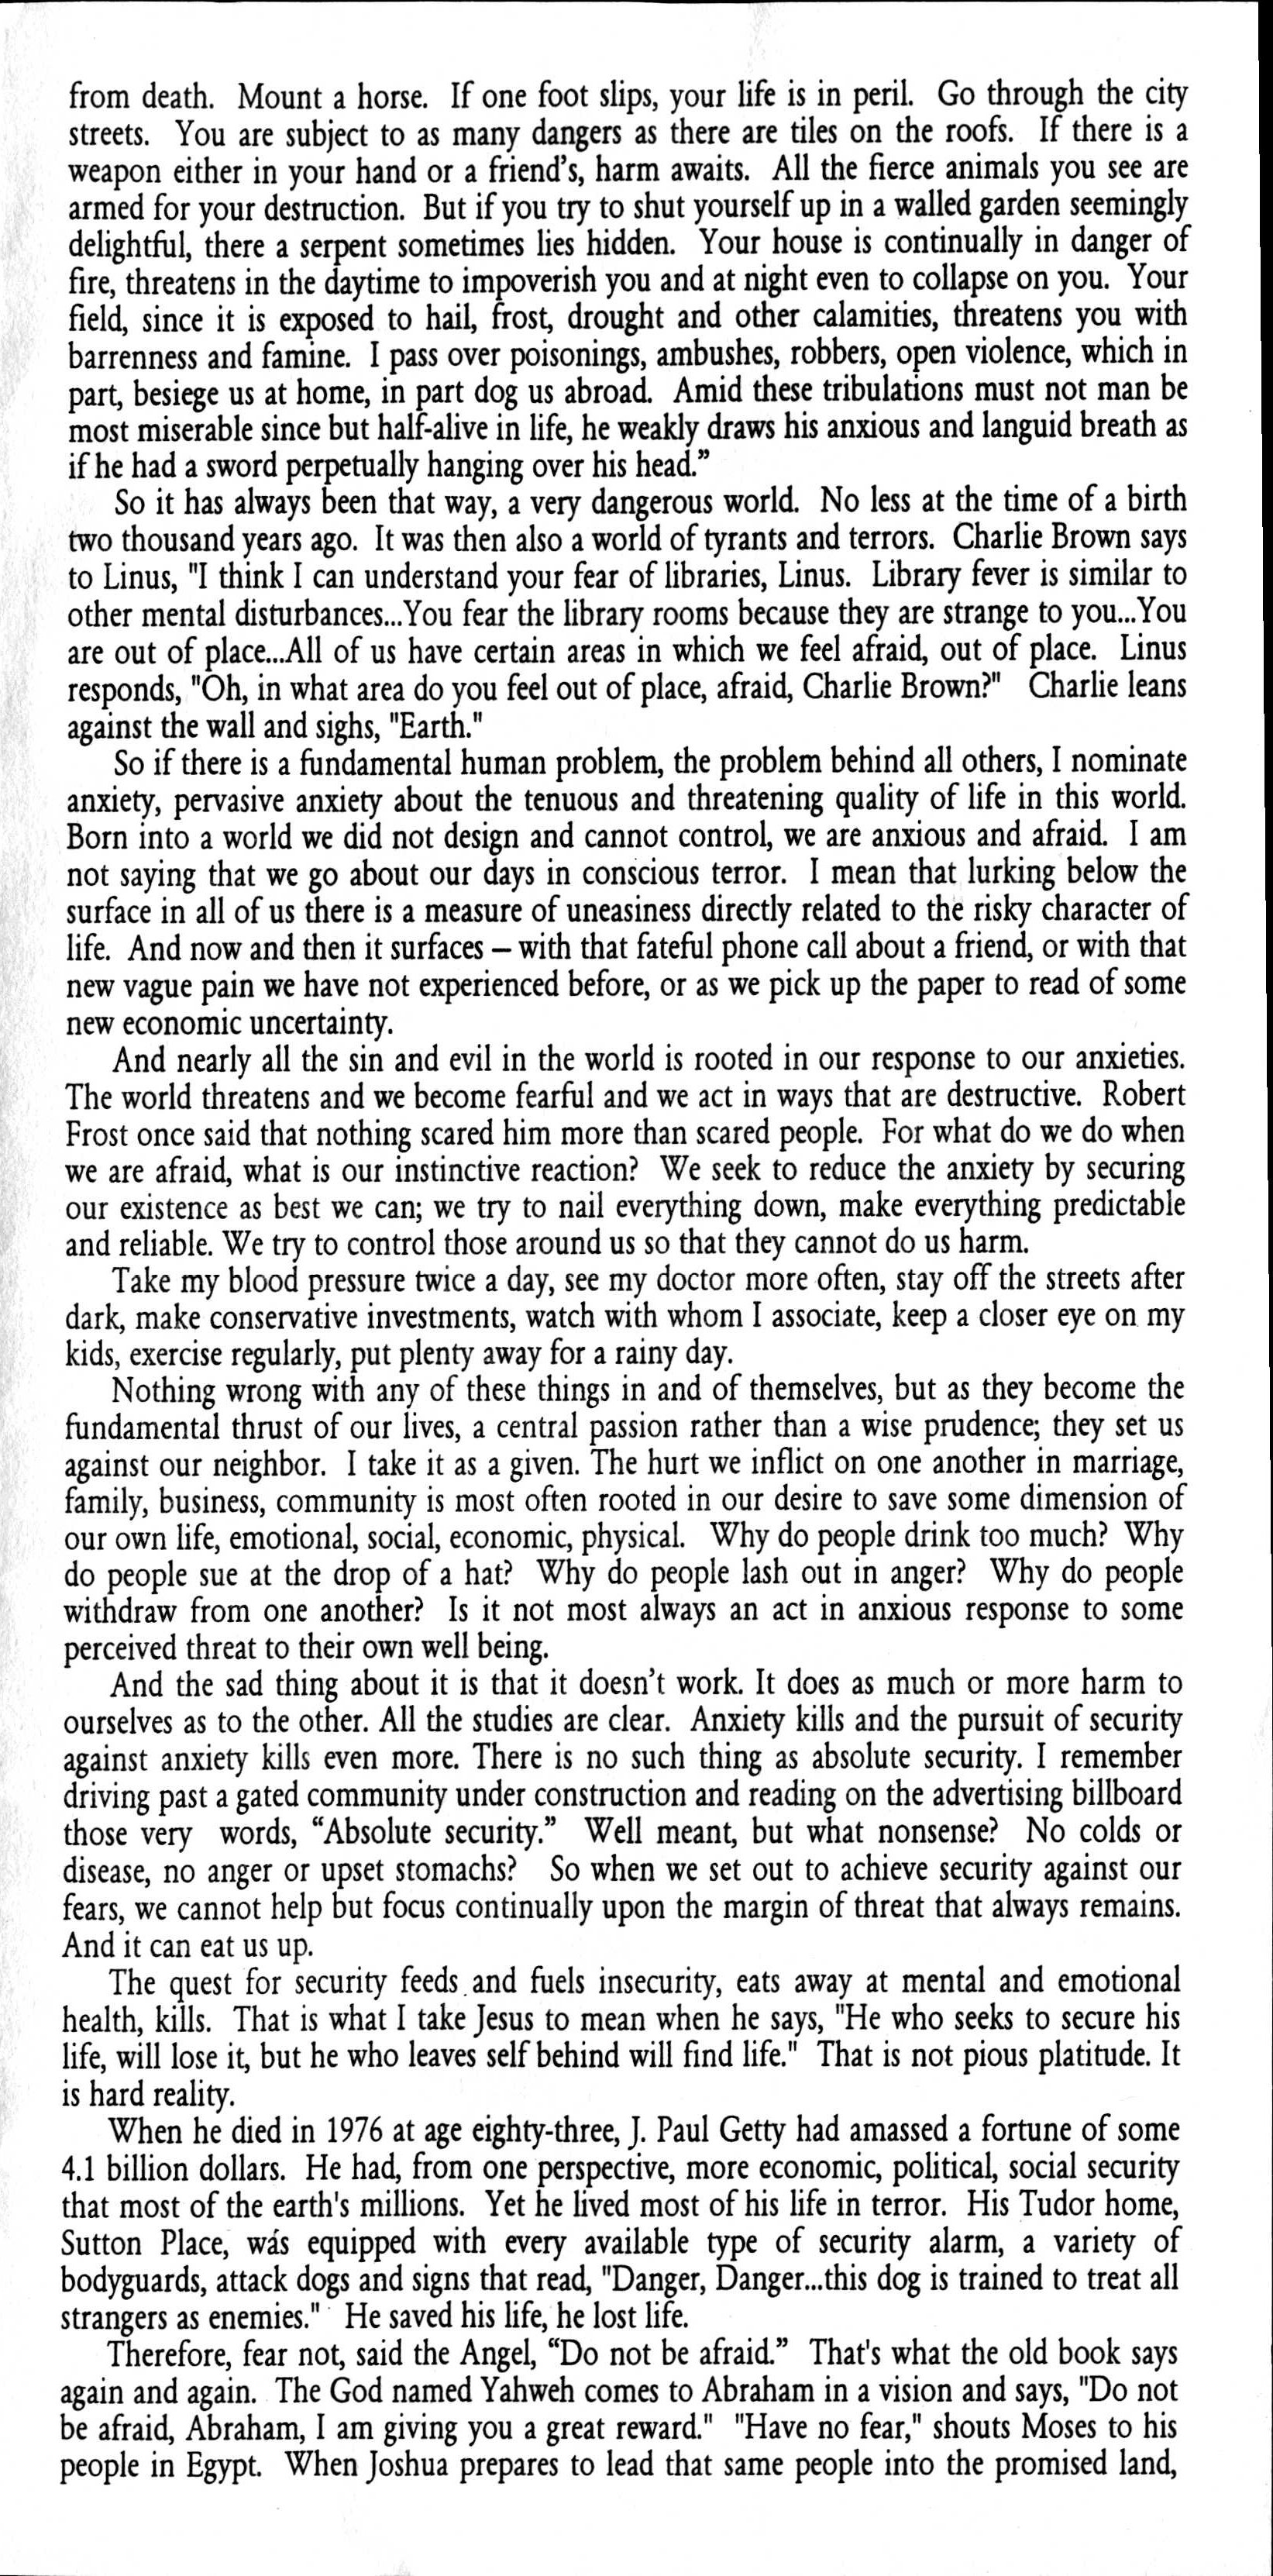 from death. Mount a horse. If one foot slips, your life is in peril. Go through the city
streets. You are subject to as many dangers as there are tiles on the roofs. If there is a
weapon either in your hand or a friend's, harm awaits. All the fierce animals you see are
armed for your destruction. But if you try to shut yourself up in a walled garden seemingly
delightful, there a serpent sometimes lies hidden. Your house is continually in danger of
fire, threatens in the daytime to impoverish you and at night even to collapse on you. Your
field, since it is exposed to hail, frost, drought and other calamities, threatens you with
barrenness and famine. I pass over poisonings, ambushes, robbers, open violence, which in
part, besiege us at home, in part dog us abroad. Amid these tribulations must not man be
most miserable since but half-alive in life, he weakly draws his anxious and languid breath as
if he had a sword perpetually hanging over his head.”
So it has always been that way, a very dangerous world. No less at the time of a birth
two thousand years ago. It was then also a world of tyrants and terrors. Charlie Brown says
to Linus, "I think I can understand your fear of libraries, Linus. Library fever is similar to
other mental disturbances...You fear the library rooms because they are strange to you...You
are out of place...All of us have certain areas in which we feel afraid, out of place. Linus
responds, "Oh, in what area do you feel out of place, afraid, Charlie Brown?" Charlie leans
against the wall and sighs, "Earth."
So if there is a fundamental human problem, the problem behind all others, I nominate
anxiety, pervasive anxiety about the tenuous and threatening quality of life in this world.
Born into a world we did not design and cannot control, we are anxious and afraid. I am
not saying that we go about our days in conscious terror. I mean that lurking below the
surface in all of us there is a measure of uneasiness directly related to the risky character of
life. And now and then it surfaces – with that fateful phone call about a friend, or with that
new vague pain we have not experienced before, or as we pick up the paper to read of some
new economic uncertainty.
And nearly all the sin and evil in the world is rooted in our response to our anxieties.
The world threatens and we become fearful and we act in ways that are destructive. Robert
Frost once said that nothing scared him more than scared people. For what do we do when
we are afraid, what is our instinctive reaction? We seek to reduce the anxiety by securing
our existence as best we can; we try to nail everything down, make everything predictable
and reliable. We try to control those around us so that they cannot do us harm.
Take my blood pressure twice a day, see my doctor more often, stay off the streets after
dark, make conservative investments, watch with whom I associate, keep a closer eye on my
kids, exercise regularly, put plenty away for a rainy day.
Nothing wrong with any of these things in and of themselves, but as they become the
fundamental thrust of our lives, a central passion rather than a wise prudence; they set us
against our neighbor. I take it as a given. The hurt we inflict on one another in marriage,
family, business, community is most often rooted in our desire to save some dimension of
our own life, emotional, social, economic, physical. Why do people drink too much? Why
do people sue at the drop of a hat? Why do people lash out in anger? Why do people
withdraw from one another? Is it not most always an act in anxious response to some
perceived threat to their own well being.
And the sad thing about it is that it doesn't work. It does as much or more harm to
ourselves as to the other. All the studies are clear. Anxiety kills and the pursuit of security
against anxiety kills even more. There is no such thing as absolute security. I remember
driving past a gated community under construction and reading on the advertising billboard
those very words, “Absolute security.” Well meant, but what nonsense? No colds or
disease, no anger or upset stomachs? So when we set out to achieve security against our
fears, we cannot help but focus continually upon the margin of threat that always remains.
And it can eat us up.
The quest for security feeds and fuels insecurity, eats away at mental and emotional
health, kills. That is what I take Jesus to mean when he says, "He who seeks to secure his
life, will lose it, but he who leaves self behind will find life." That is not pious platitude. It
is hard reality.
When he died in 1976 at age eighty-three, J. Paul Getty had amassed a fortune of some
4.1 billion dollars. He had, from one perspective, more economic, political, social security
that most of the earth's millions. Yet he lived most of his life in terror. His Tudor home,
Sutton Place, was equipped with every available type of security alarm, a variety of
bodyguards, attack dogs and signs that read, "Danger, Danger...this dog is trained to treat all
strangers as enemies." He saved his life, he lost life.
Therefore, fear not, said the Angel, “Do not be afraid.” That's what the old book says
again and again. The God named Yahweh comes to Abraham in a vision and says, "Do not
be afraid, Abraham, I am giving you a great reward." "Have no fear," shouts Moses to his
people in Egypt. When Joshua prepares to lead that same people into the promised land,